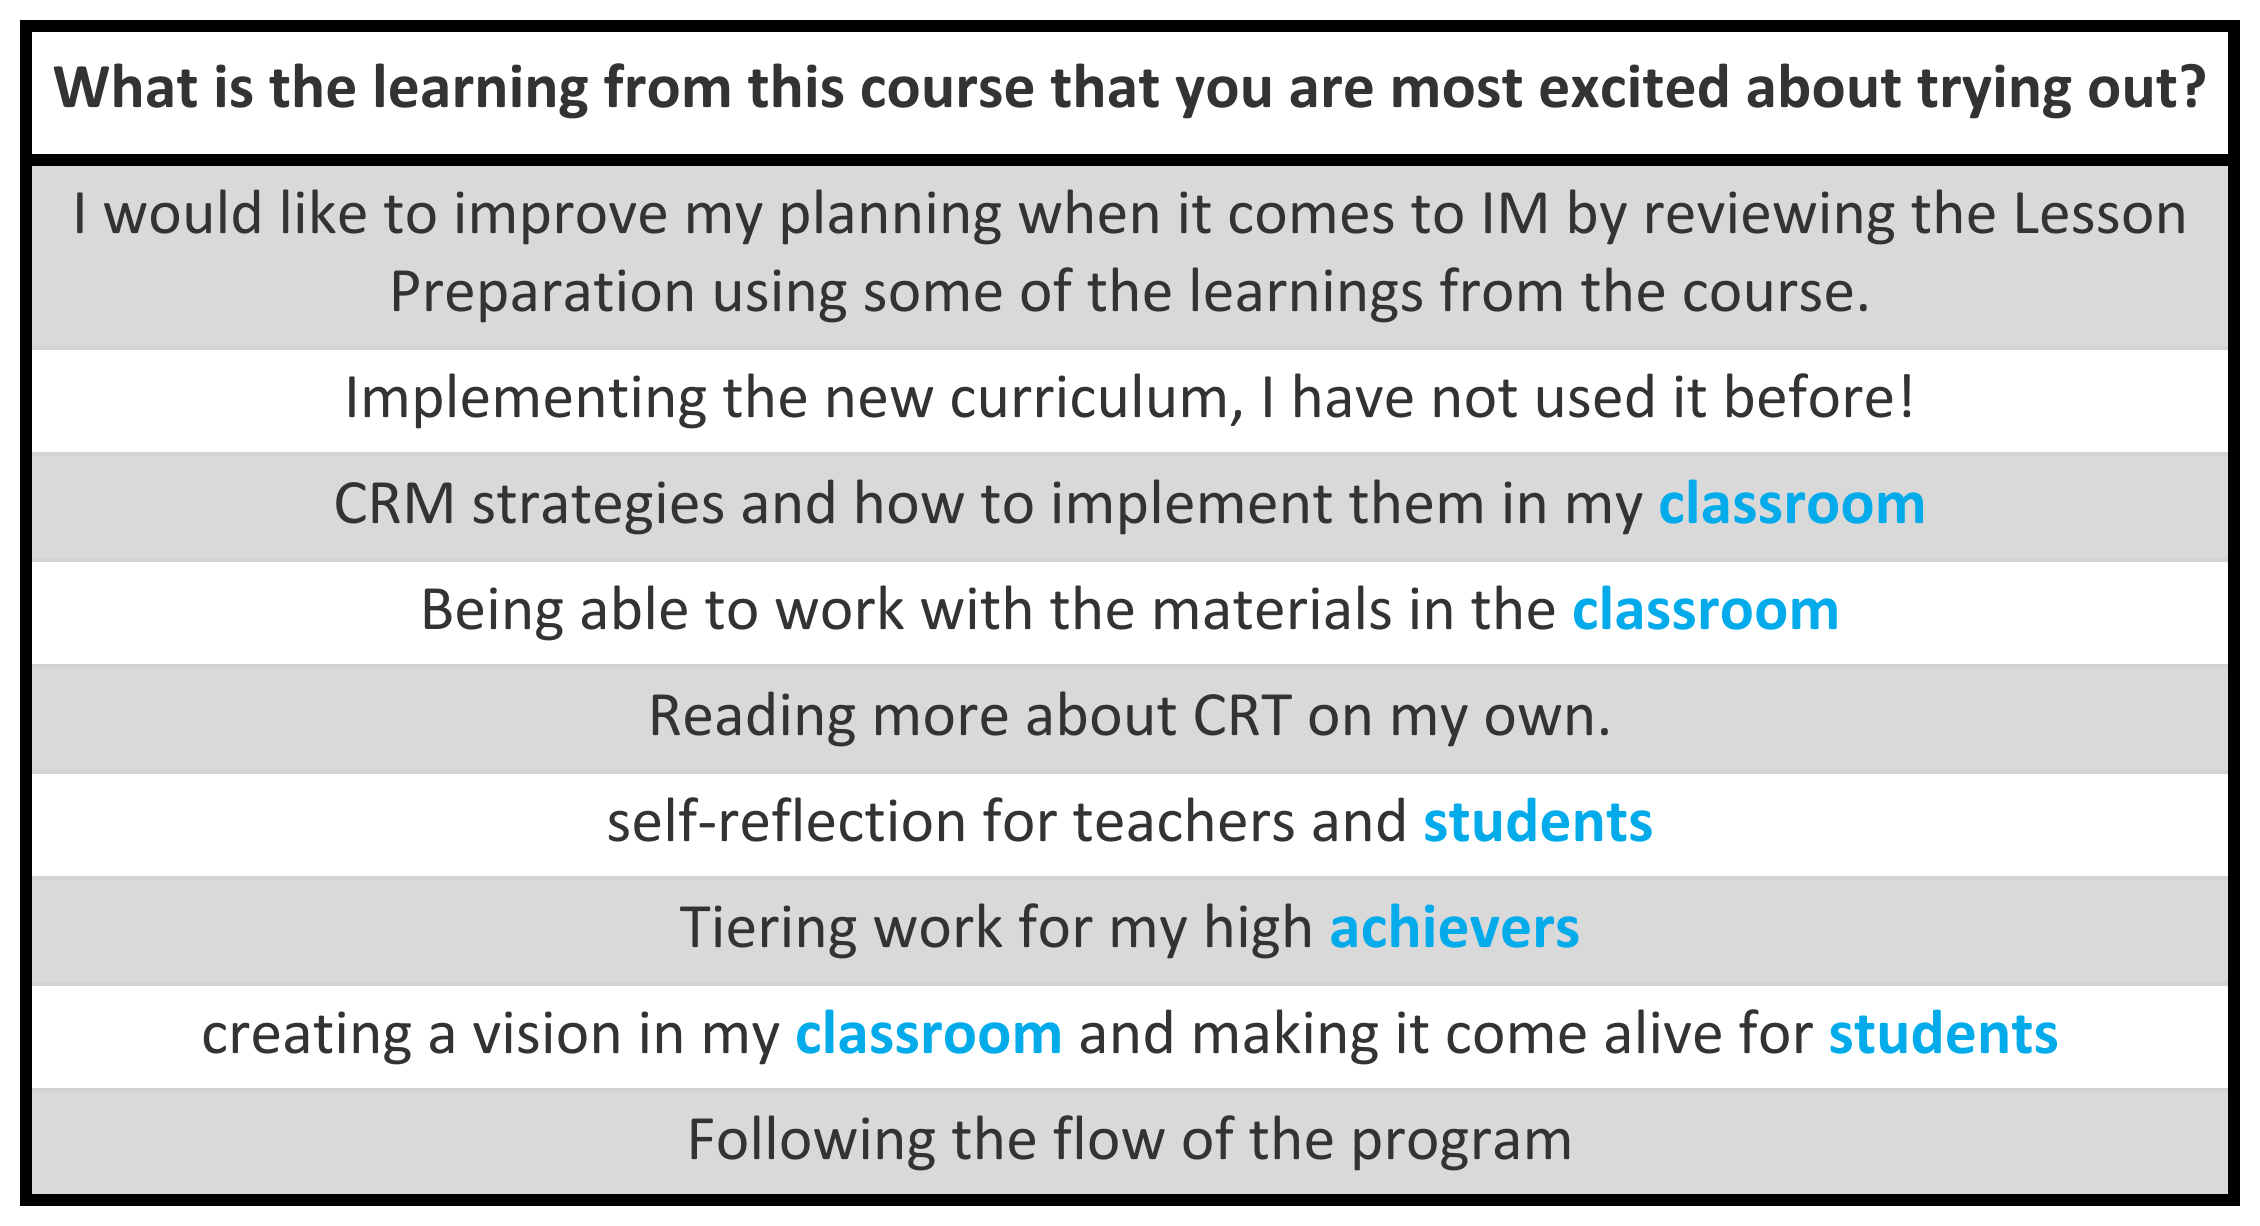 What is the learning from this course that you are most excited about trying out?
I would like to improve my planning when it comes to IM by reviewing the Lesson
Preparation using some of the learnings from the course.
Implementing the new curriculum, I have not used it before!
CRM strategies and how to implement them in my classroom
Being able to work with the materials in the classroom
Reading more about CRT on my own.
self-reflection for teachers and students
Tiering work for my high achievers
creating a vision in my classroom and making it come alive for students
Following the flow of the program